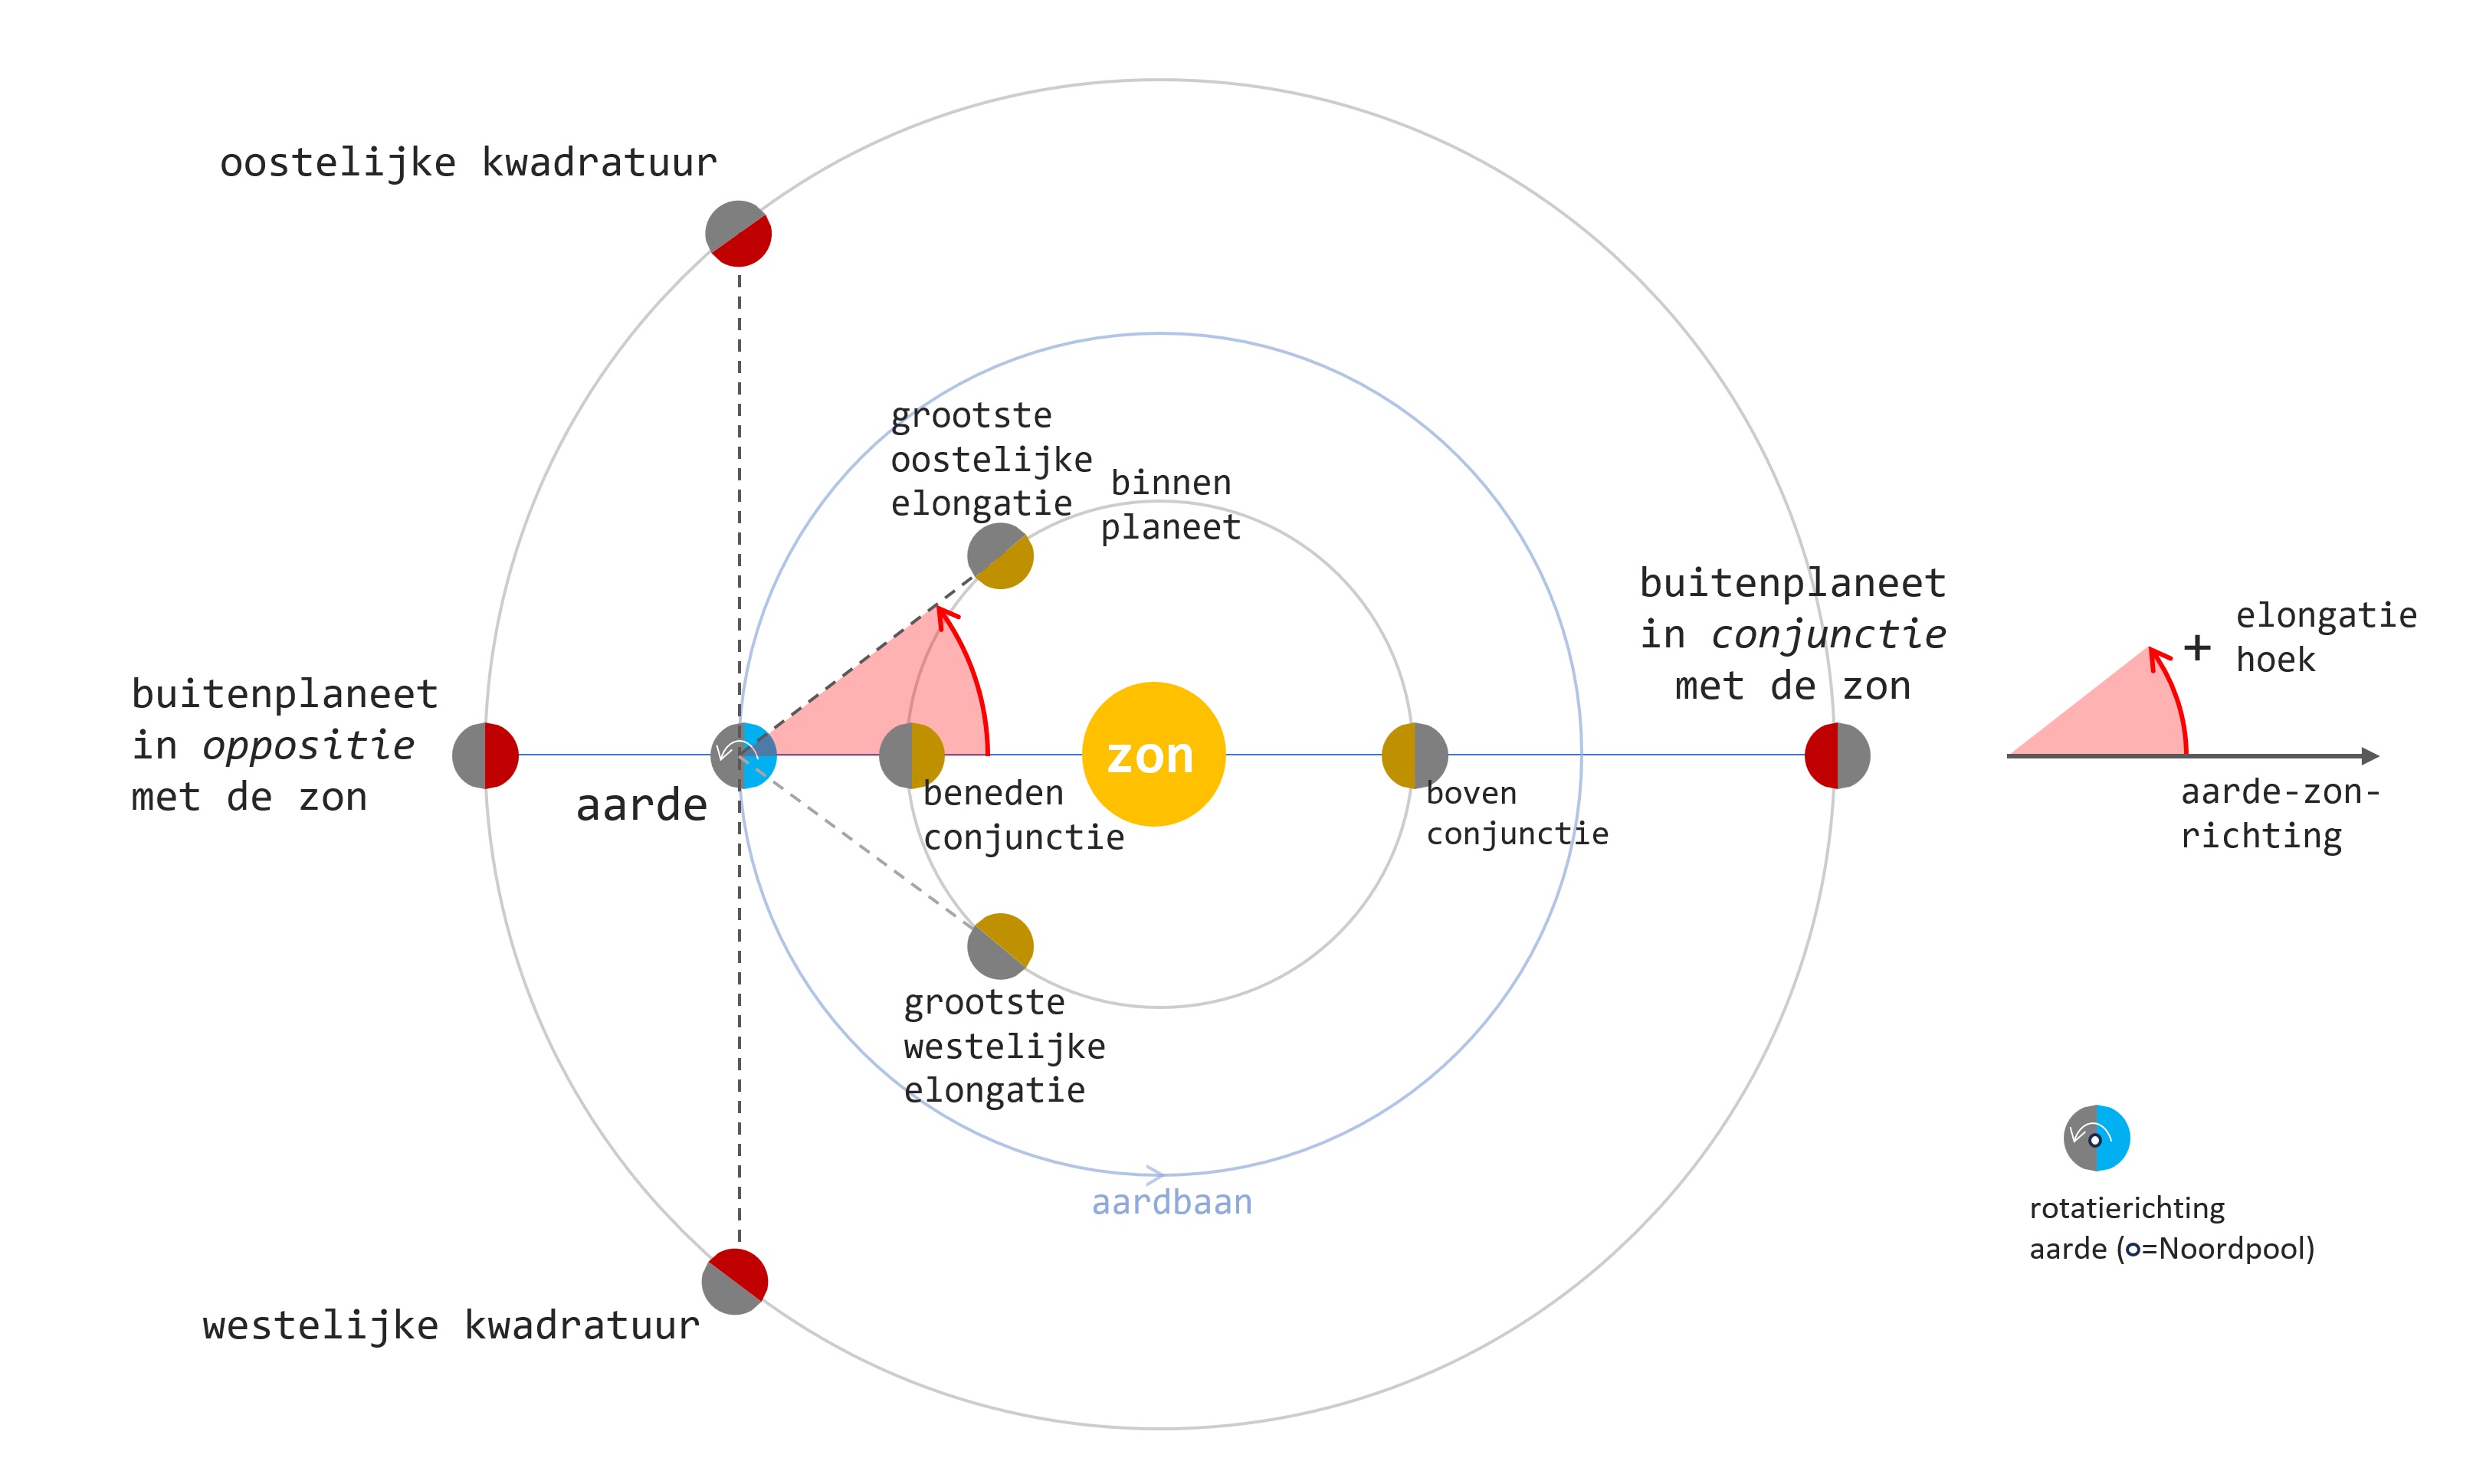 oostelijke kwadratuur
grootste
oostelijke
elongatie
binnen
planeet
buitenplaneet
in conjunctie
met de zon
+
elongatie
hoek
buitenplaneet
in oppositie
met de zon
aarde
zon
beneden
conjunctie
boven
conjunctie
aarde-zon-
richting
grootste
westelijke
elongatie
aardbaan
westelijke kwadratuur
rotatierichting
aarde (o=Noordpool)